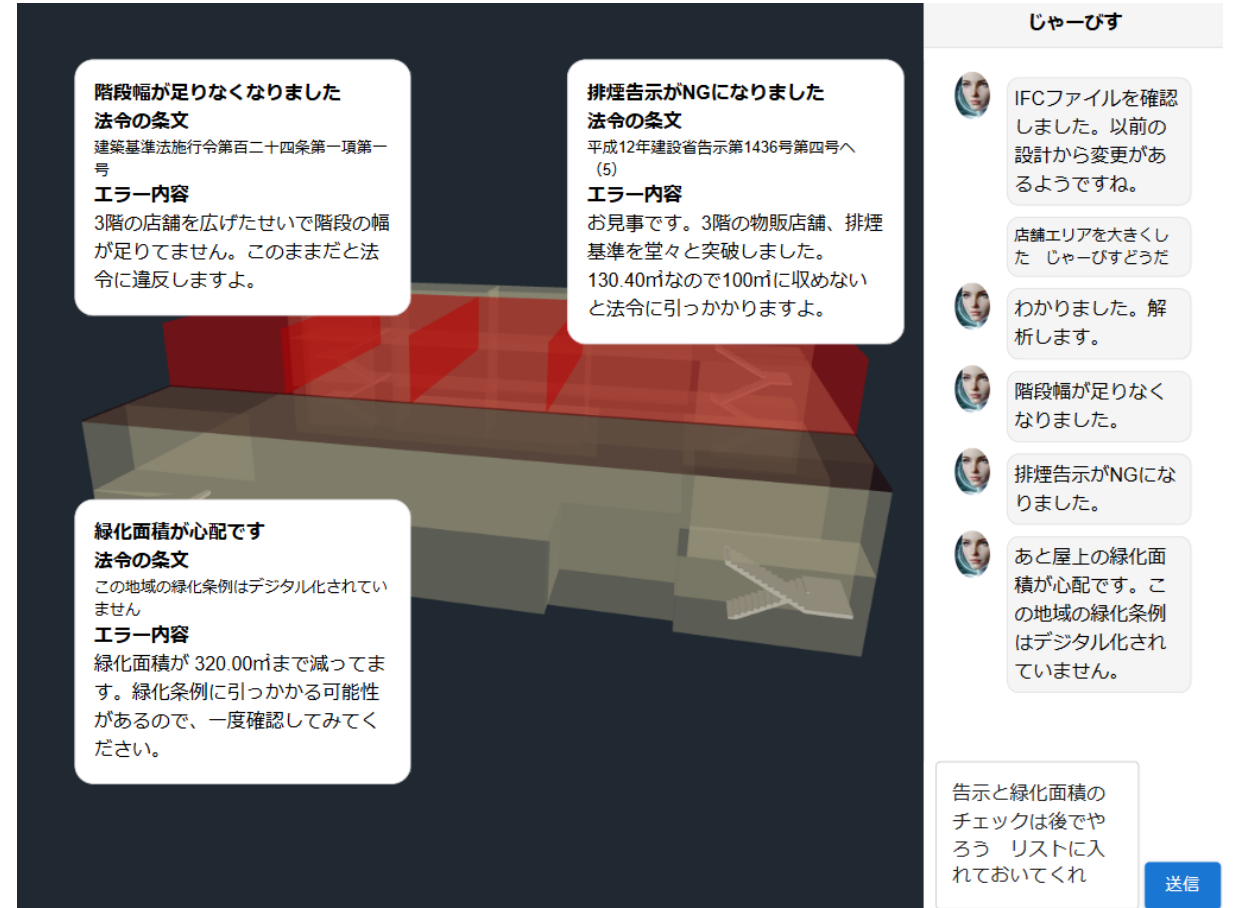 階段幅が足りなくなりました
法令の条文
建築基準法施行令第百二十四条第一項第一
号
エラー内容
3階の店舗を広げたせいで階段の幅
が足りてません。このままだと法
令に違反しますよ。
排煙告示がNGになりました
法令の条文
平成12年建設省告示第1436号第四号ヘ
（5）
エラー内容
お見事です。3階の物販店舗、排煙
基準を堂々と突破しました。
130.40㎡なので100㎡に収めない
と法令に引っかかりますよ。
緑化面積が心配です
法令の条文
この地域の緑化条例はデジタル化されてい
ません
エラー内容
緑化面積が 320.00㎡まで減ってま
す。緑化条例に引っかかる可能性
があるので、一度確認してみてく
ださい。
じゃーびす
IFCファイルを確認
しました。以前の
設計から変更があ
るようですね。
店舗エリアを大きくし
た　じゃーびすどうだ
わかりました。解
析します。
階段幅が足りなく
なりました。
排煙告示がNGにな
りました。
あと屋上の緑化面
積が心配です。こ
の地域の緑化条例
はデジタル化され
ていません。
告示と緑化面積の
チェックは後でや
ろう　リストに入
れておいてくれ
送信